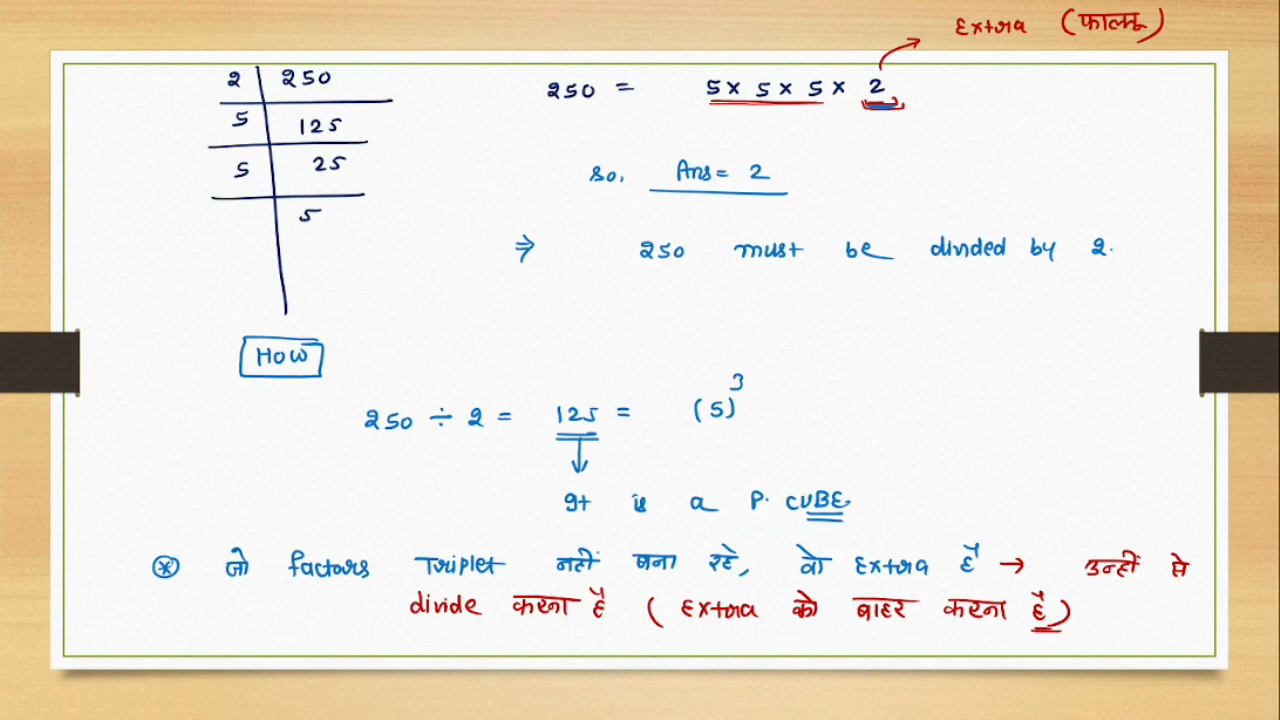 Extra (फालतू)
2 | 250
5 | 125
5 | 25
5
250 = 5 × 5 × 5 × 2
So, Ans = 2
⇒ 250 must be divided by 2.
HOW
250 ÷ 2 = 125 = (5)³
It is a P. CUBE
* जो factors Triplet नहीं बना रहे, वो Extra हैं → उन्हीं से
divide करना है (Extra को बाहर करना है)